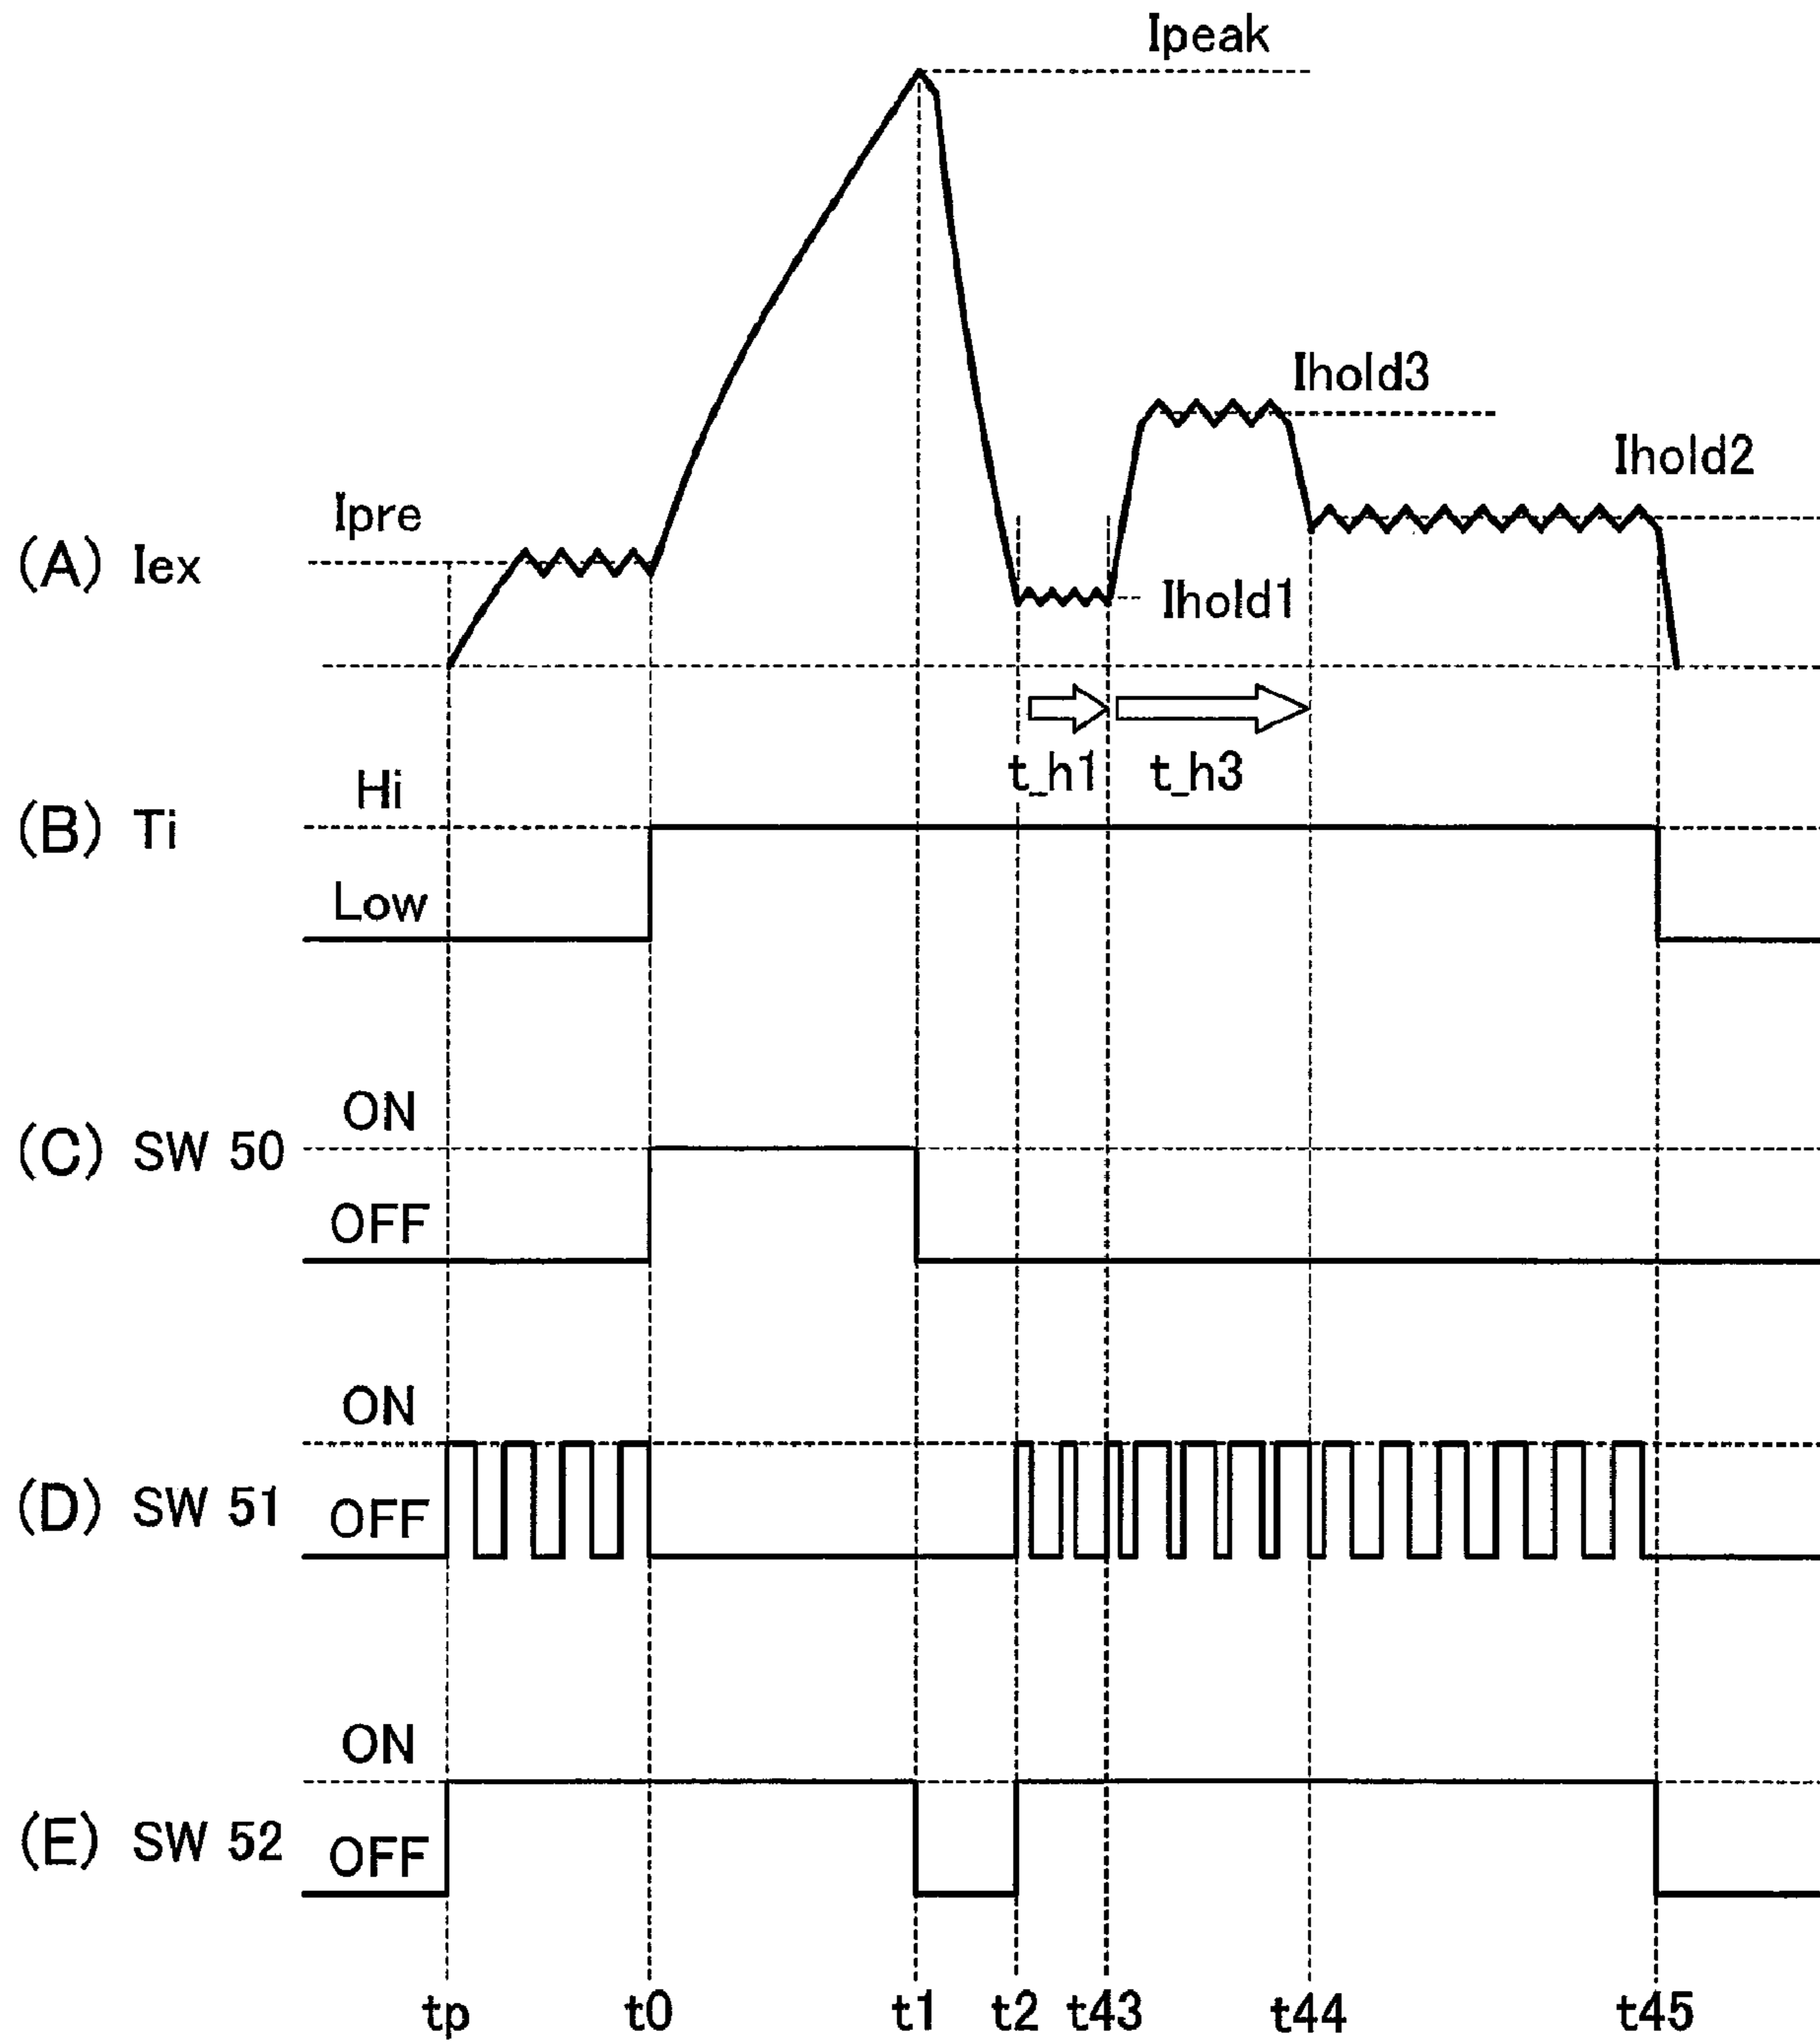 Ipeak
Ihold3
Ihold2
Ipre
(A) Iex
Ihold1
t_h1
t_h3
Hi
(B) Ti
Low
ON
(C) SW 50
OFF
ON
(D) SW 51
OFF
ON
(E) SW 52
OFF
tp t0 t1 t2 t43 t44 t45